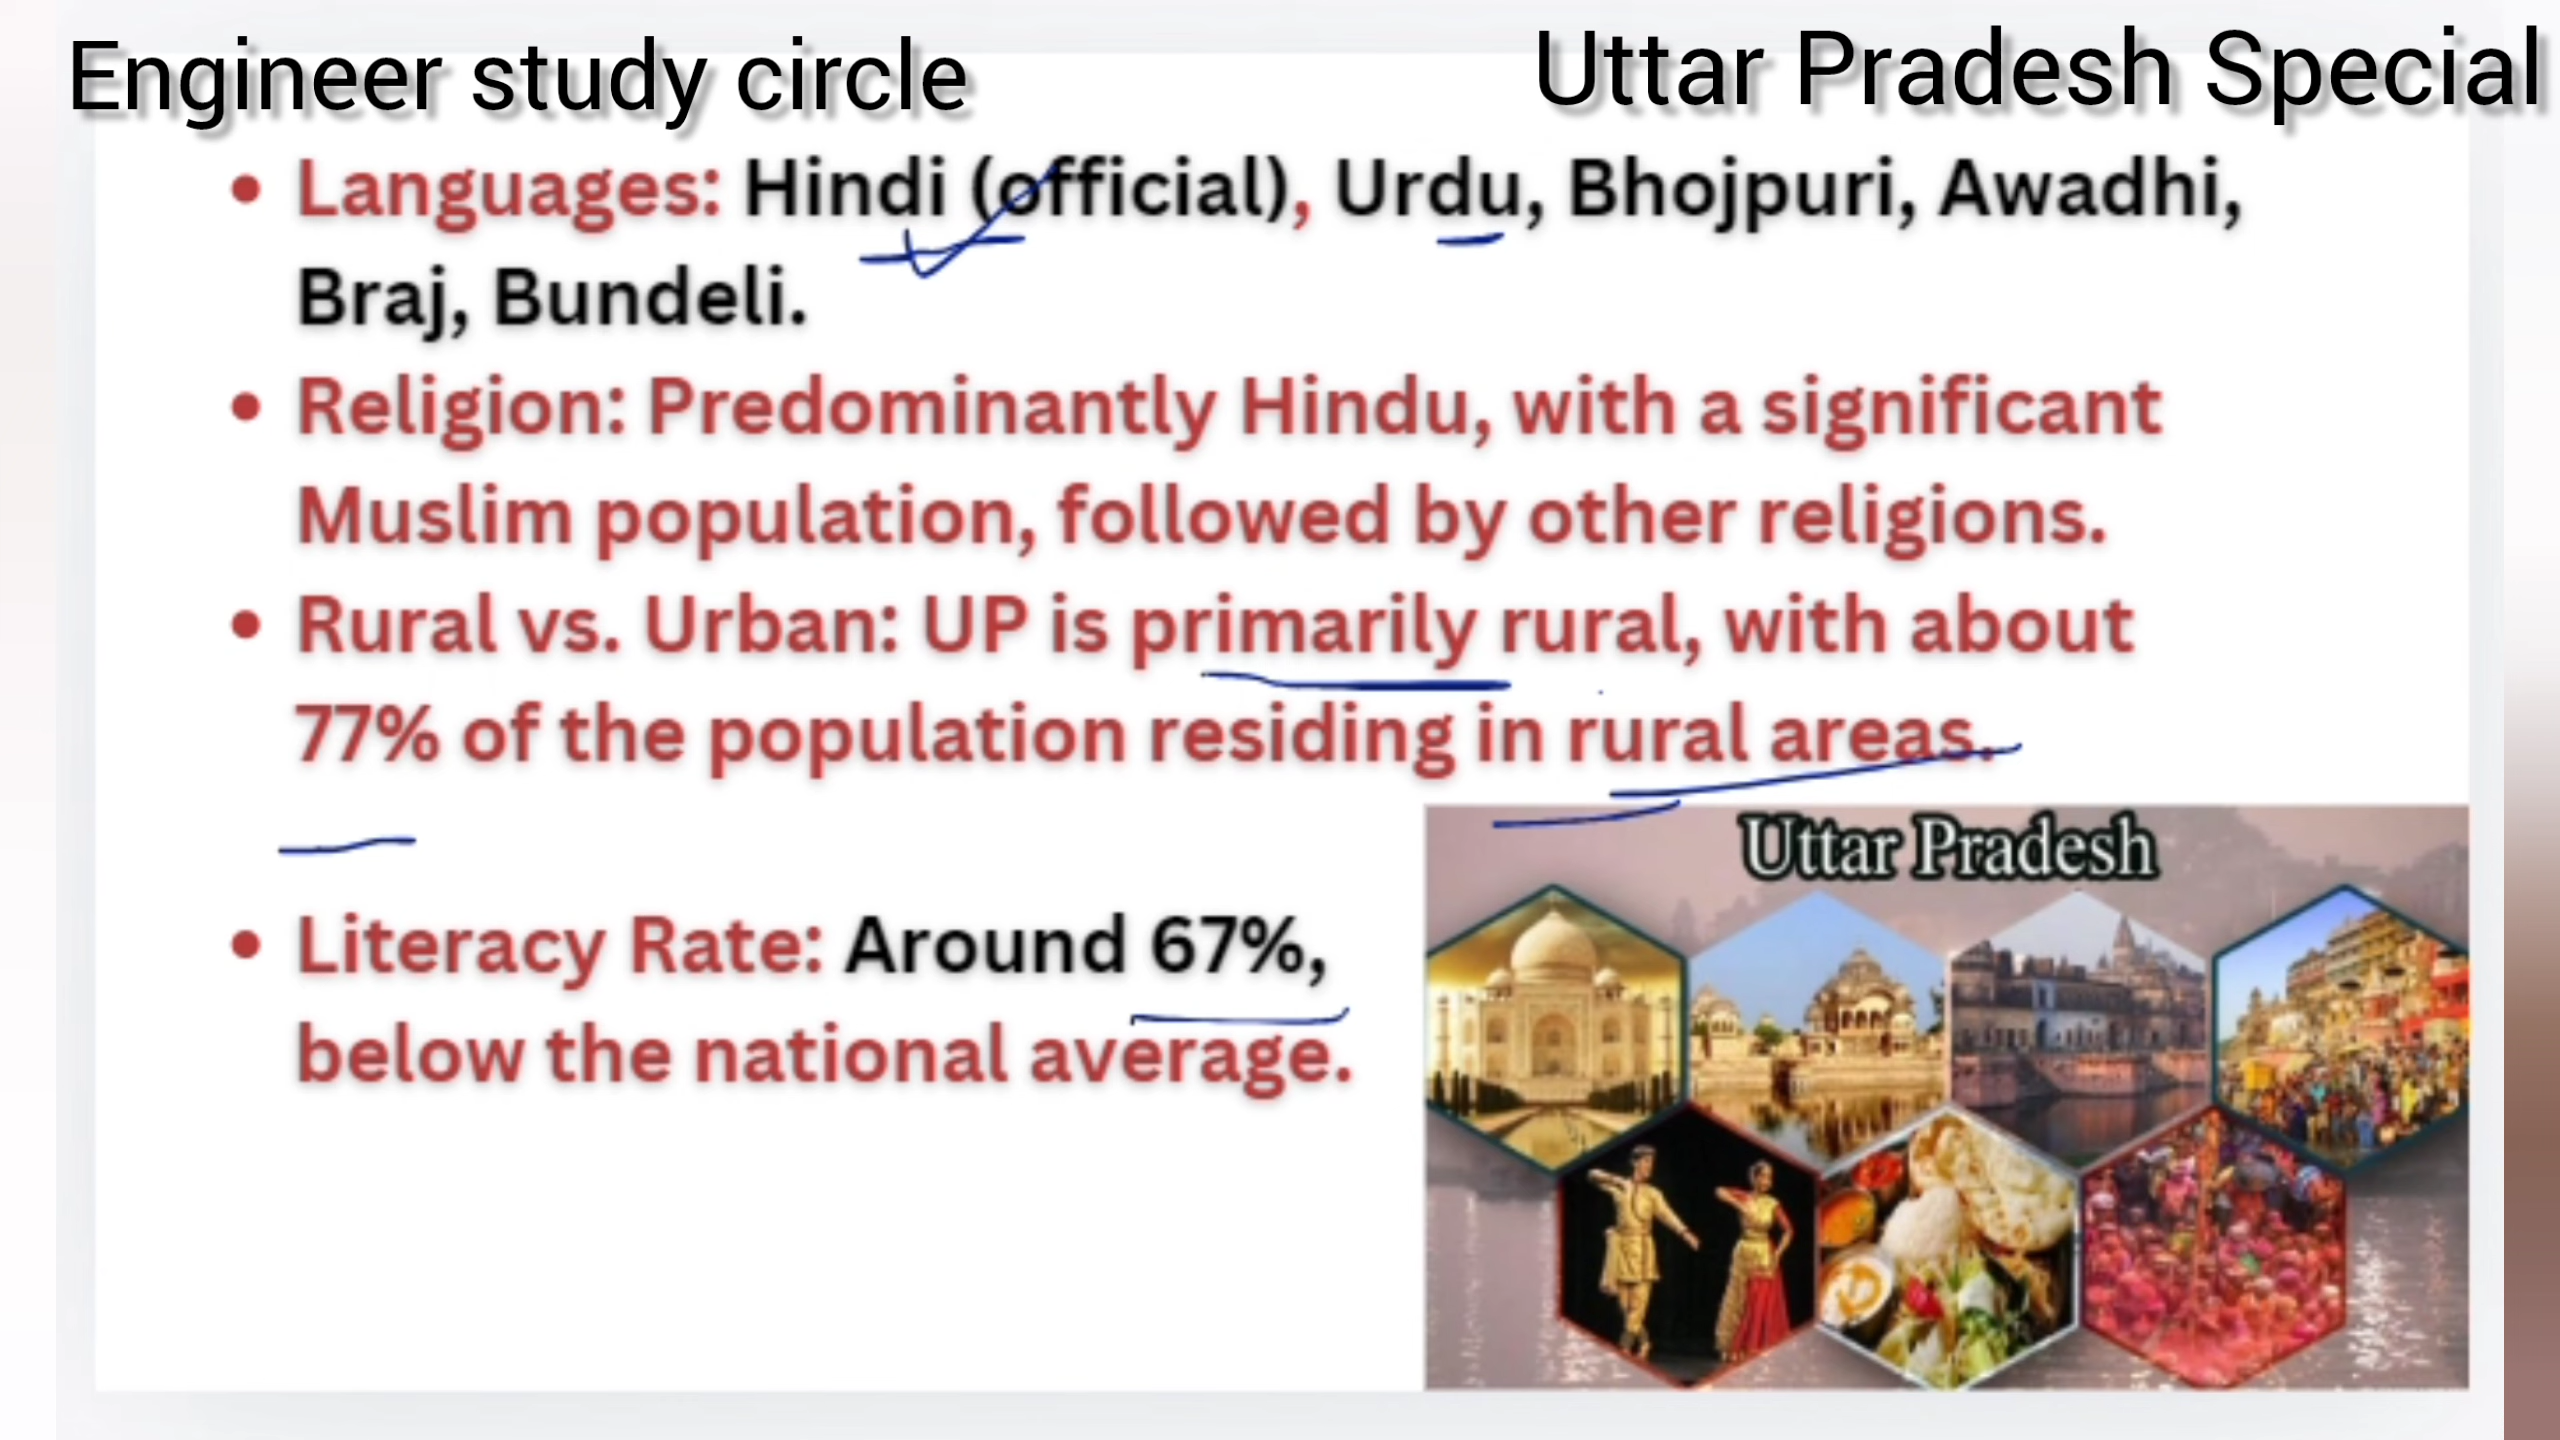 Engineer study circle
Uttar Pradesh Special
• Languages: Hindi (official), Urdu, Bhojpuri, Awadhi,
Braj, Bundeli.
• Religion: Predominantly Hindu, with a significant
Muslim population, followed by other religions.
• Rural vs. Urban: UP is primarily rural, with about
77% of the population residing in rural areas.
• Literacy Rate: Around 67%,
below the national average.
Uttar Pradesh